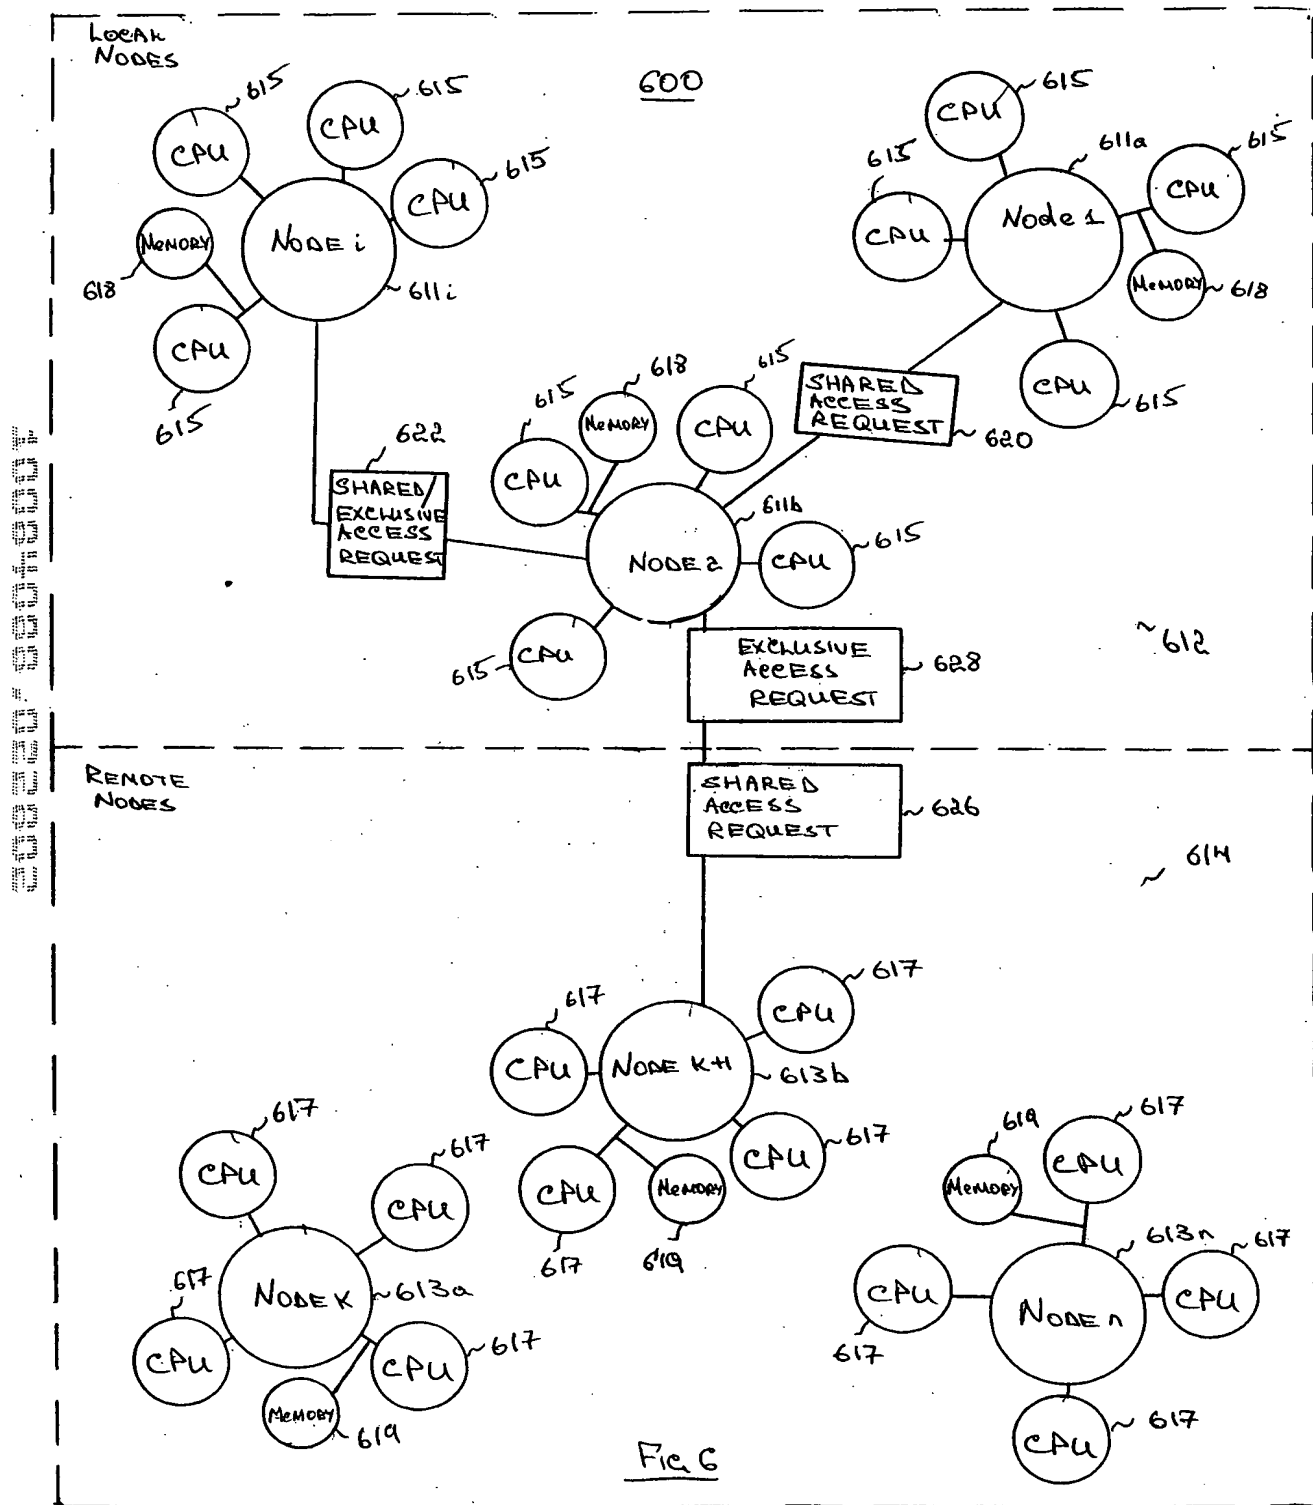 LOCAL
NODES
600
615
615
615
CPU
CPU
CPU
MEMORY
618
NODE i
611i
CPU
615
615
CPU
611a
615
615
CPU
Node 1
CPU
MEMORY
618
CPU
615
SHARED
ACCESS
REQUEST
620
622
SHARED/
EXCLUSIVE
ACCESS
REQUEST
615
618
615
CPU
MEMORY
CPU
611b
NODE 2
CPU
615
CPU
615
EXCLUSIVE
ACCESS
REQUEST
628
612
REMOTE
NODES
SHARED
ACCESS
REQUEST
626
614
617
617
CPU
CPU
NODE K+1
613b
CPU
617
CPU
617
MEMORY
619
617
CPU
617
CPU
617
CPU
NODE K
613a
CPU
617
MEMORY
619
619
MEMORY
617
CPU
613n
617
CPU
617
NODE n
CPU
CPU
617
Fig 6